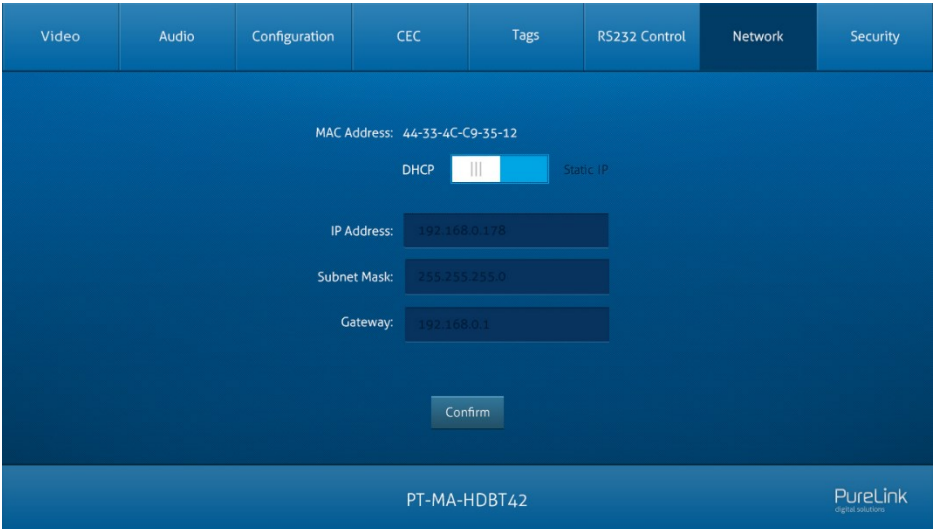 Video Audio Configuration CEC Tags RS232 Control Network Security
MAC Address: 44-33-4C-C9-35-12
DHCP Static IP
IP Address: 192.168.0.178
Subnet Mask: 255.255.255.0
Gateway: 192.168.0.1
Confirm
PT-MA-HDBT42
PureLink
digital solutions